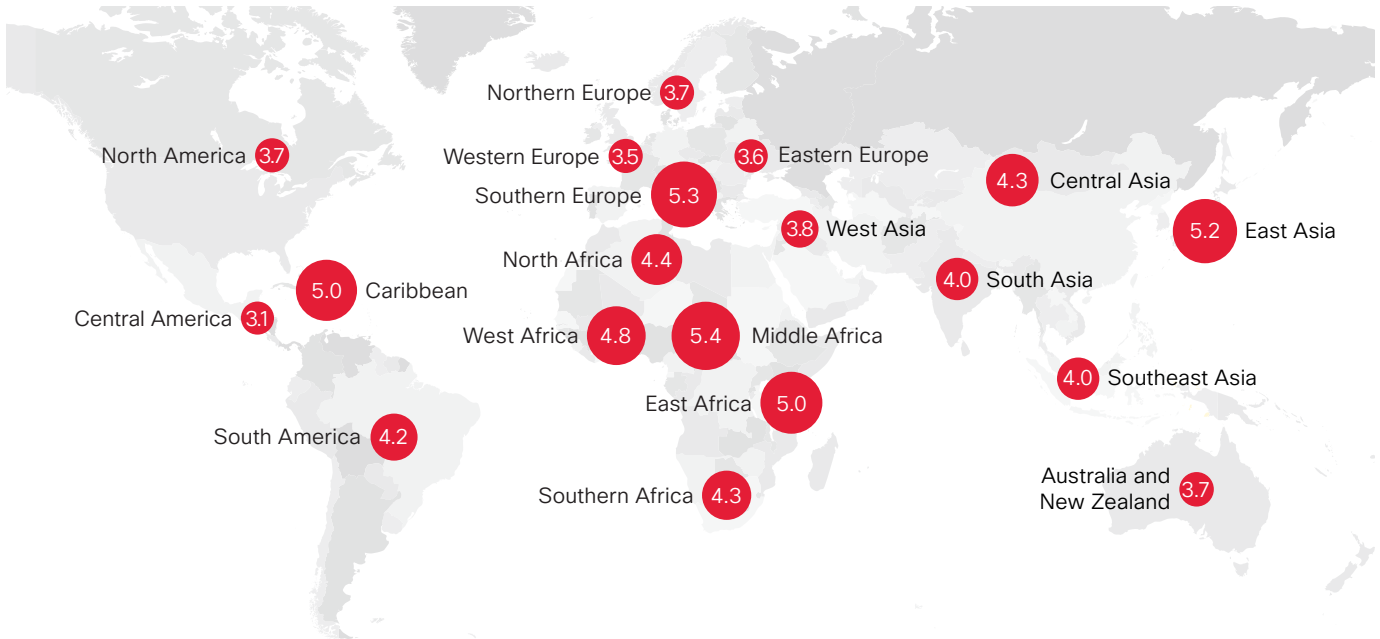 Northern Europe 3.7
North America 3.7
Western Europe 3.5
3.6 Eastern Europe
Southern Europe 5.3
4.3 Central Asia
3.8 West Asia
5.2 East Asia
North Africa 4.4
4.0 South Asia
5.0 Caribbean
Central America 3.1
West Africa 4.8
5.4 Middle Africa
4.0 Southeast Asia
East Africa 5.0
South America 4.2
Southern Africa 4.3
Australia and
New Zealand 3.7